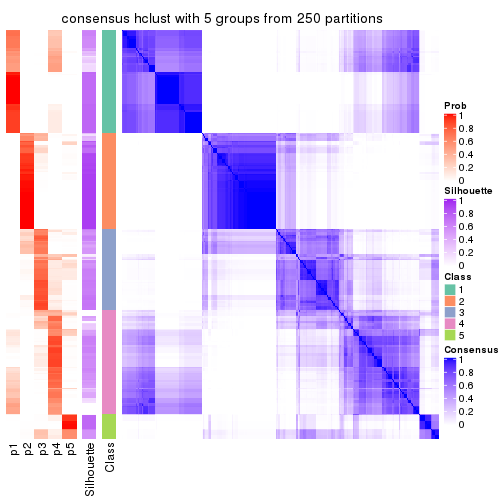 consensus hclust with 5 groups from 250 partitions
Prob
1
0.8
0.6
0.4
0.2
0
Silhouette
1
0.8
0.6
0.4
0.2
0
Class
1
2
3
4
5
Consensus
1
0.8
0.6
0.4
0.2
0
p1
p2
p3
p4
p5
Silhouette
Class